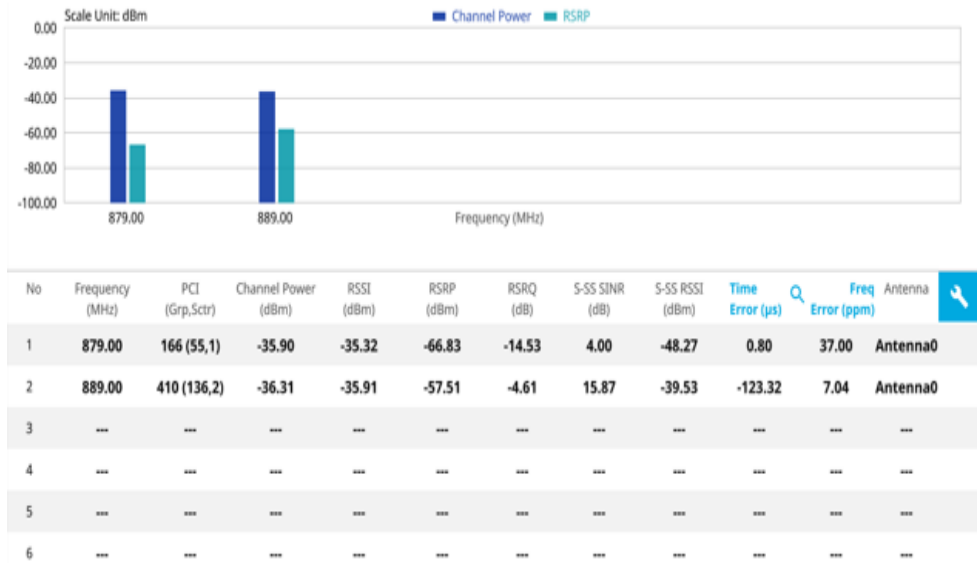 Scale Unit: dBm
Channel Power RSRP
0.00
-20.00
-40.00
-60.00
-80.00
-100.00
879.00 889.00 Frequency (MHz)
No Frequency (MHz) PCI (Grp,Sctr) Channel Power (dBm) RSSI (dBm) RSRP (dBm) RSRQ (dB) S-SS SINR (dB) S-SS RSSI (dBm) Time Error (μs) Freq Error (ppm) Antenna
1 879.00 166 (55,1) -35.90 -35.32 -66.83 -14.53 4.00 -48.27 0.80 37.00 Antenna0
2 889.00 410 (136,2) -36.31 -35.91 -57.51 -4.61 15.87 -39.53 -123.32 7.04 Antenna0
3 --- --- --- --- --- --- --- --- --- --- ---
4 --- --- --- --- --- --- --- --- --- --- ---
5 --- --- --- --- --- --- --- --- --- --- ---
6 --- --- --- --- --- --- --- --- --- --- ---